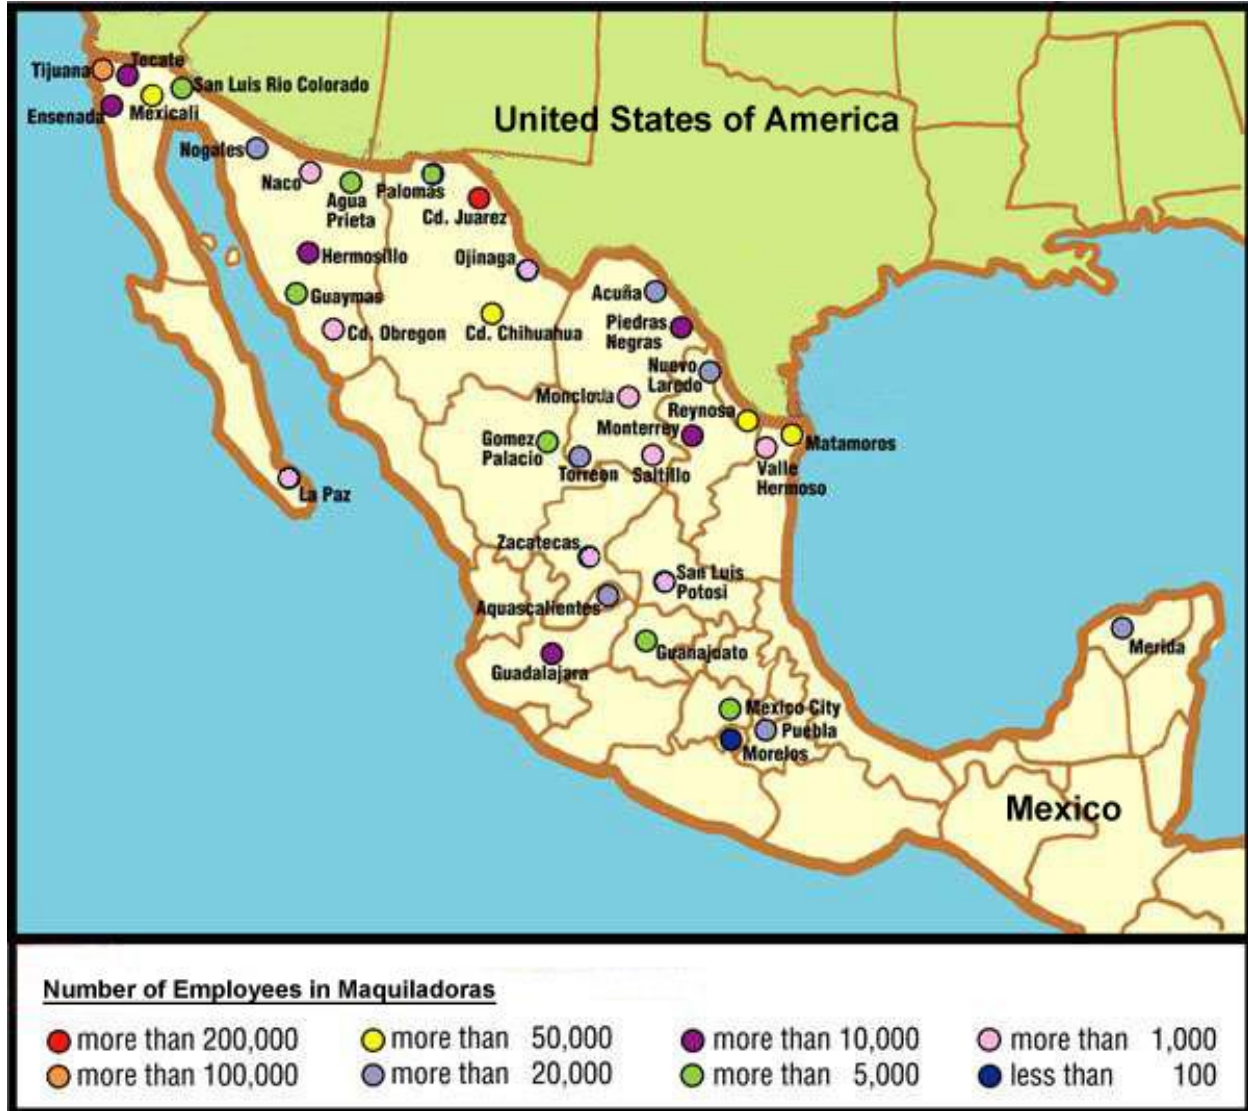 Tijuana
Tecate
San Luis Rio Colorado
Ensenada
Mexicali
United States of America
Nogales
Naco
Agua
Prieta
Palomas
Cd. Juarez
Hermosillo
Ojinaga
Guaymas
Acuña
Cd. Obregon
Cd. Chihuahua
Piedras
Negras
Nuevo
Laredo
Monclova
Reynosa
Monterrey
Matamoros
Gomez
Palacio
Torreon
Saltillo
Valle
Hermoso
La Paz
Zacatecas
San Luis
Potosi
Aquascalientes
Guanajuato
Merida
Guadalajara
Mexico City
Puebla
Morelos
Mexico
Number of Employees in Maquiladoras
more than 200,000
more than 50,000
more than 10,000
more than 1,000
more than 100,000
more than 20,000
more than 5,000
less than 100